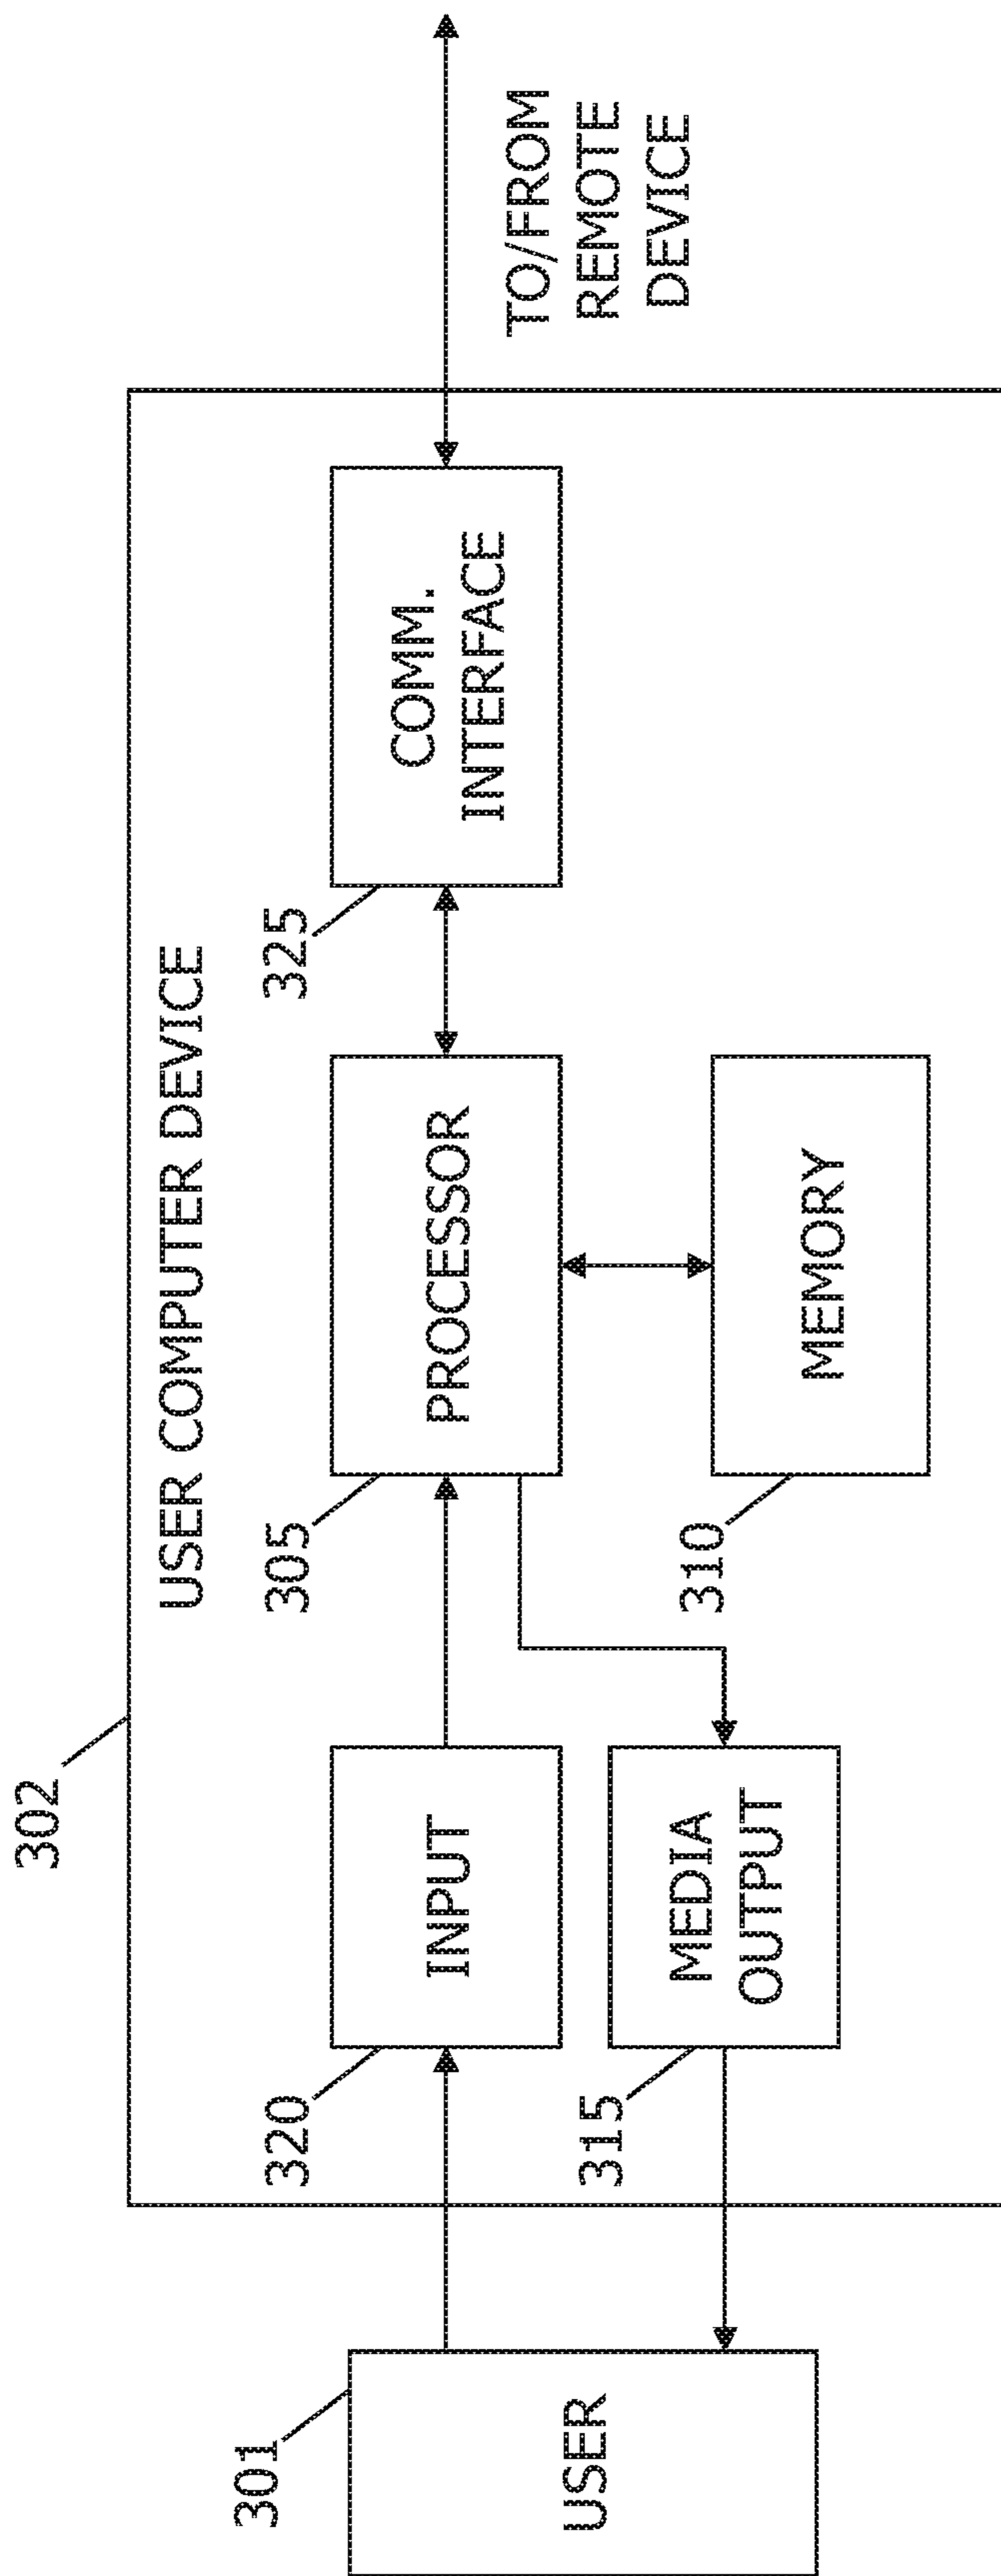 302
USER COMPUTER DEVICE
301
USER
320
INPUT
305
PROCESSOR
325
COMM.
INTERFACE
TO/FROM
REMOTE
DEVICE
315
MEDIA
OUTPUT
310
MEMORY